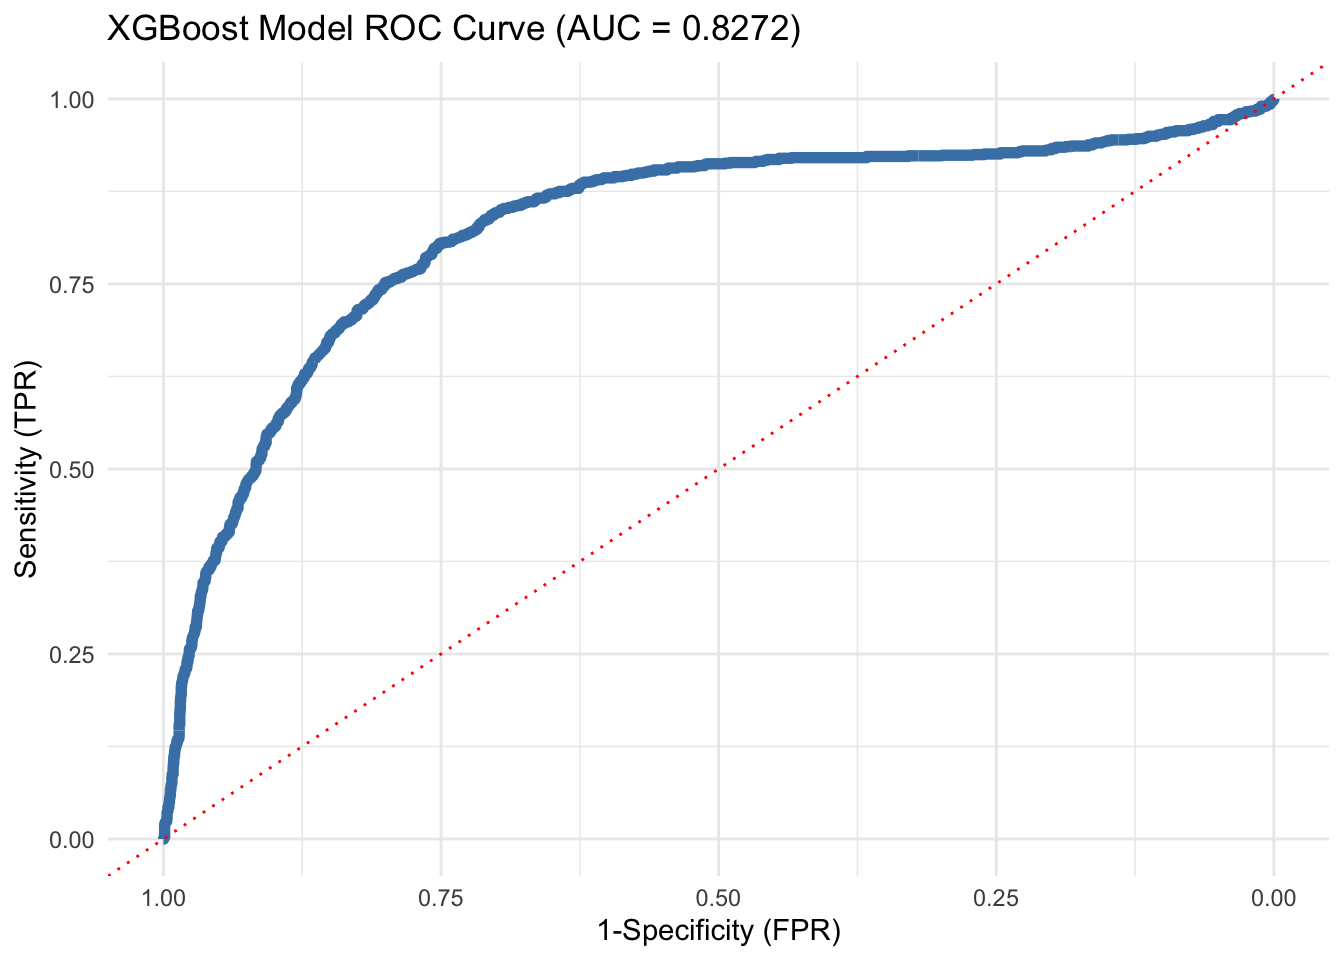 XGBoost Model ROC Curve (AUC = 0.8272)
1.00
0.75
0.50
0.25
0.00
Sensitivity (TPR)
1.00 0.75 0.50 0.25 0.00
1-Specificity (FPR)